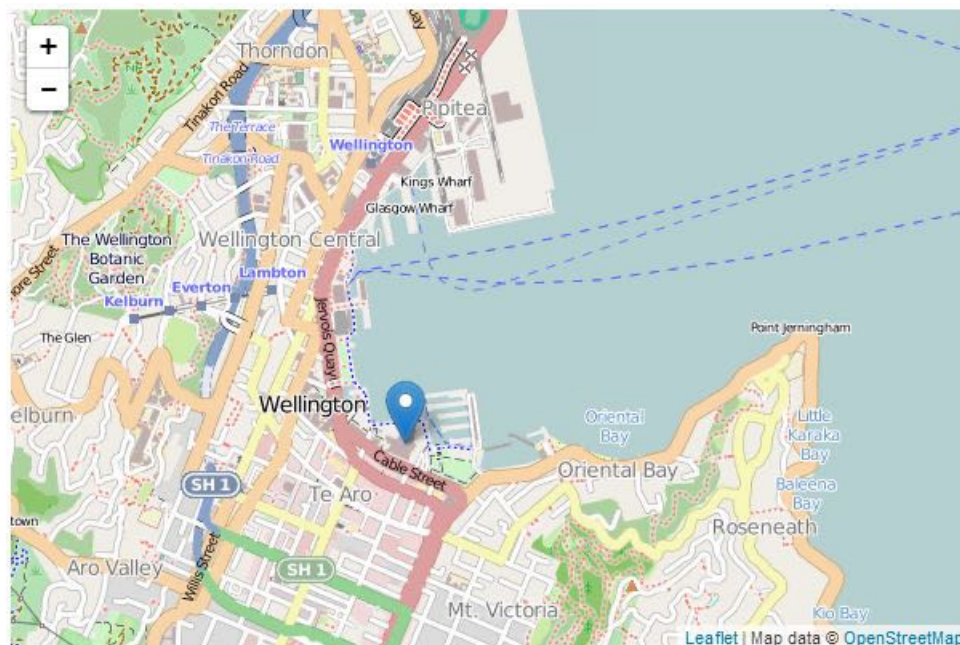 +
−
Thorndon
Tinakori Road
Pipitea
The Terrace
Wellington
Tinakori Road
Kings Wharf
Glasgow Wharf
The Wellington
Botanic
Garden
Wellington Central
Lambton
Everton
Kelburn
Jervois Quay
The Glen
Point Jerningham
elburn
Wellington
Oriental
Bay
Little
Karaka
Bay
Cable Street
Oriental Bay
SH 1
Te Aro
Baleena
Bay
town
Roseneath
Willis Street
Aro Valley
SH 1
Mt. Victoria
Kio Bay
Leaflet | Map data © OpenStreetMap